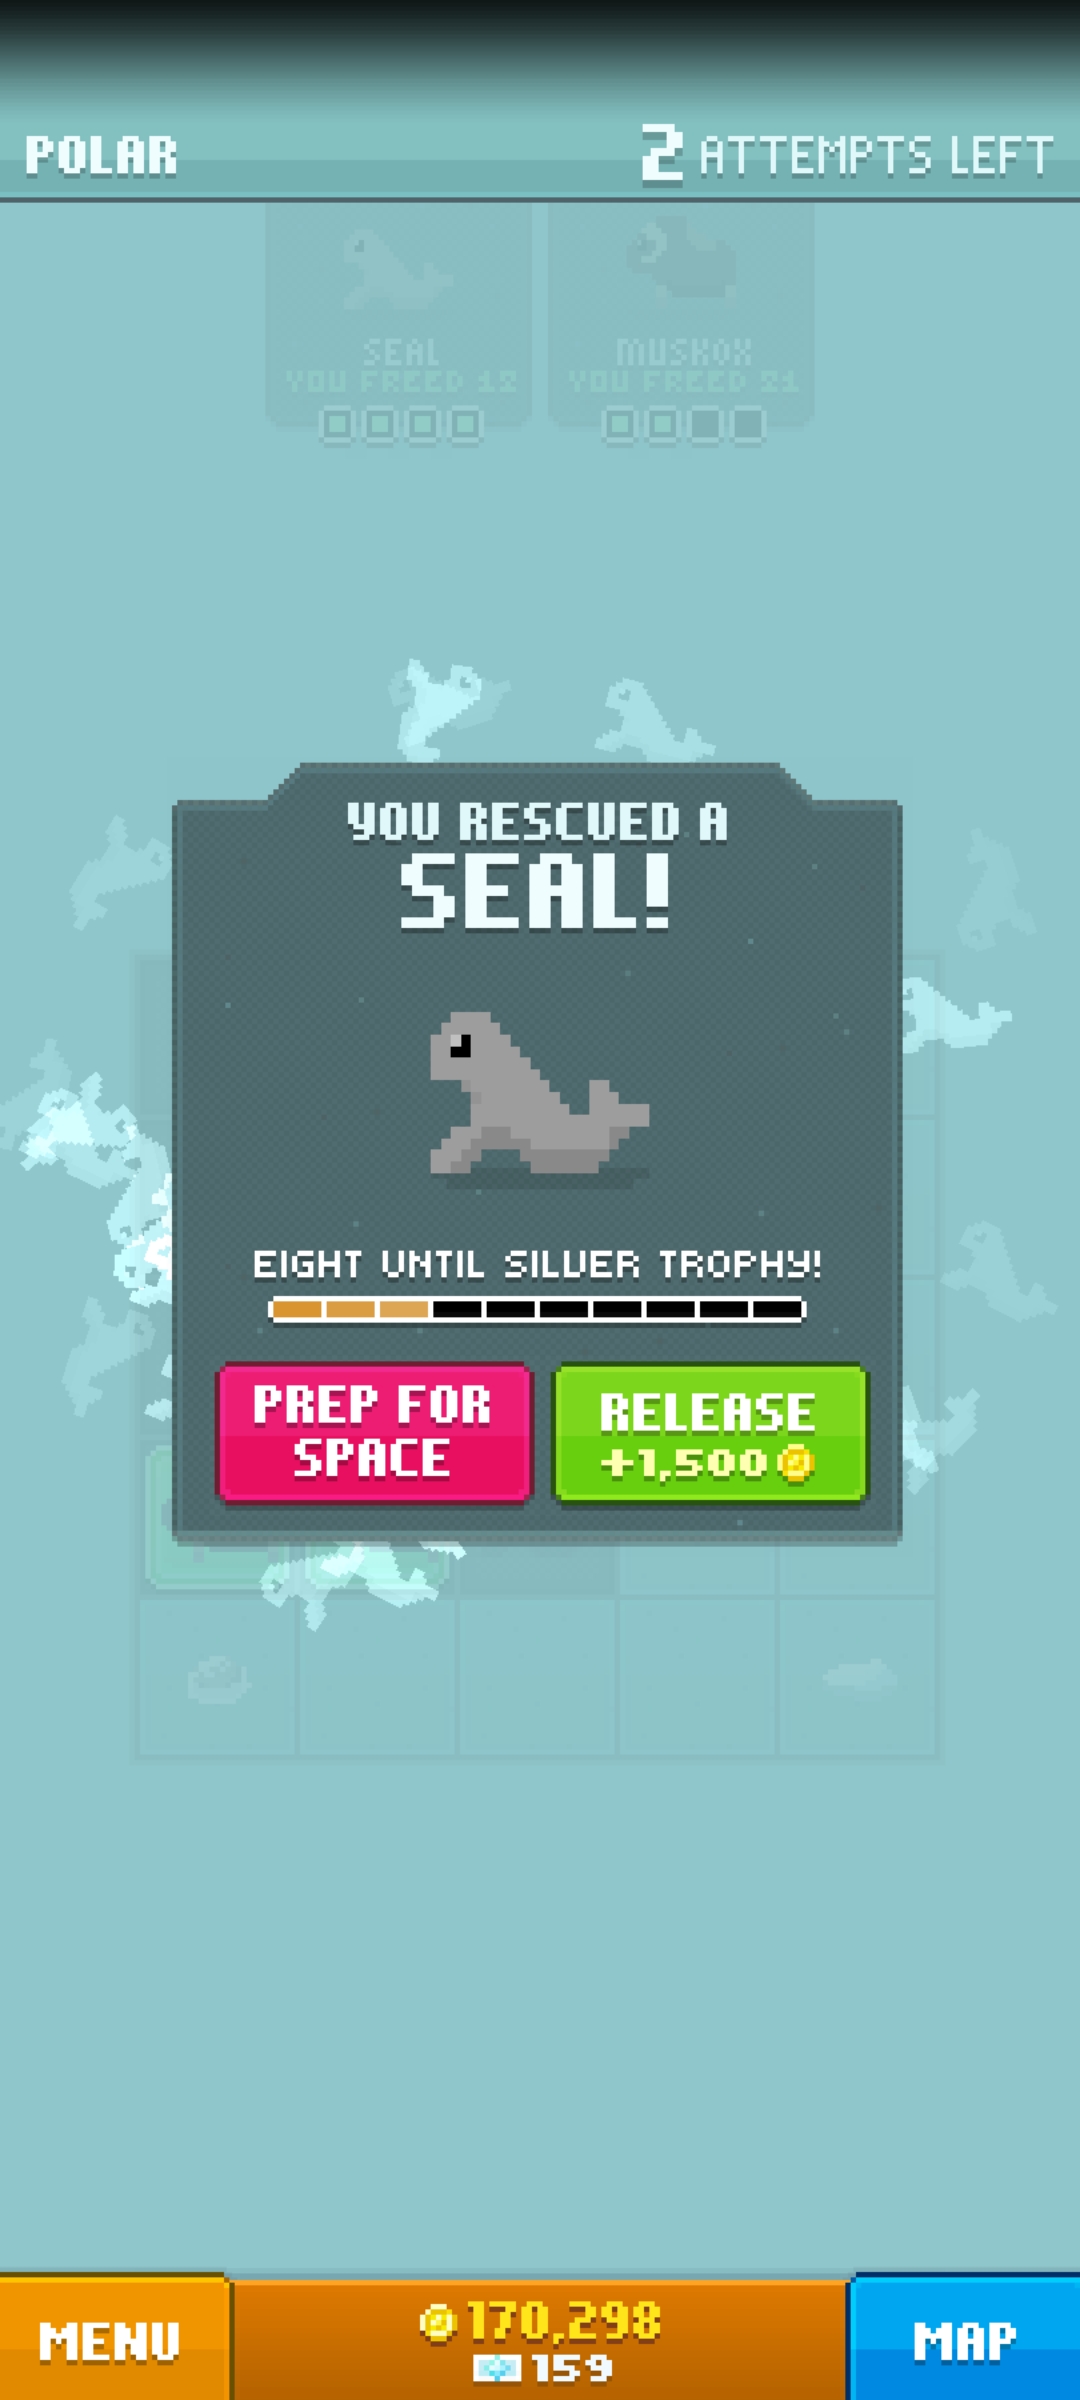 POLAR
2 ATTEMPTS LEFT
SEAL
YOU FREED 12
MUSKOX
YOU FREED 21
YOU RESCUED A
SEAL!
EIGHT UNTIL SILVER TROPHY!
PREP FOR
SPACE
RELEASE
+1,500
MENU
170,298
159
MAP